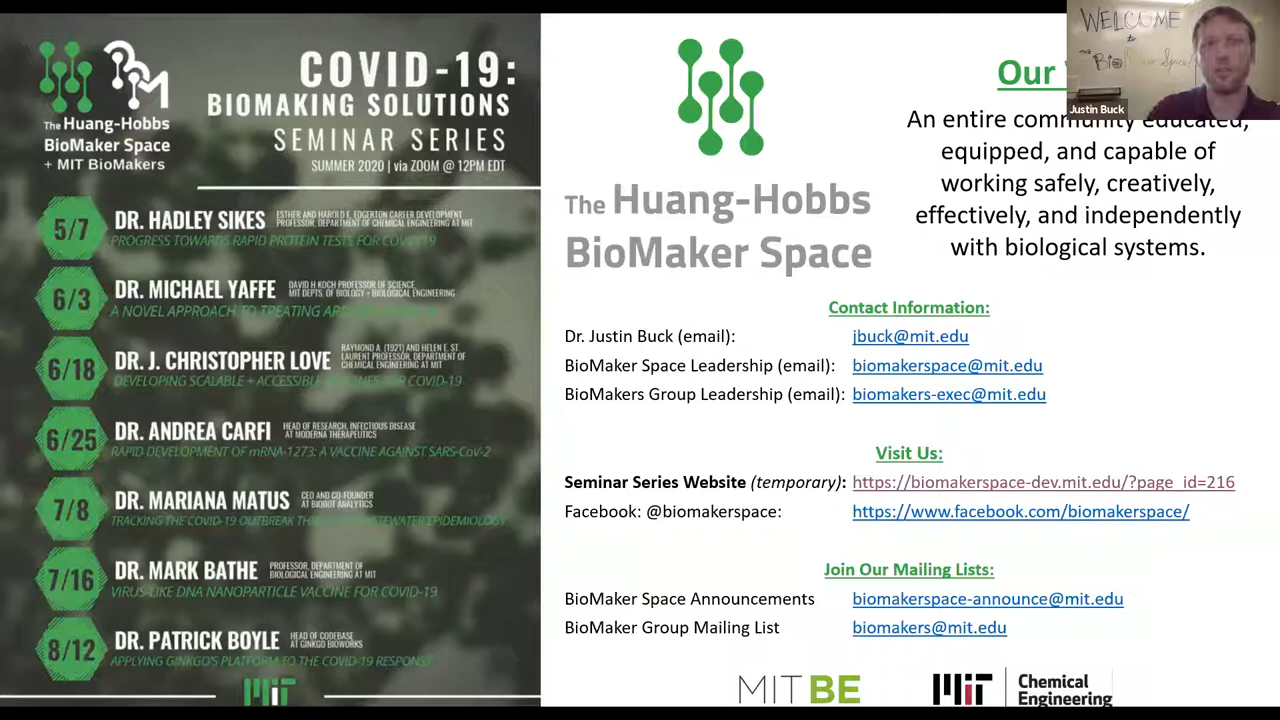 COVID-19:
BIOMAKING SOLUTIONS
SEMINAR SERIES
SUMMER 2020 | via ZOOM @ 12PM EDT
The Huang-Hobbs
BioMaker Space
+ MIT BioMakers
5/7
DR. HADLEY SIKES
ESTHER AND HAROLD E. EDGERTON CAREER DEVELOPMENT
PROFESSOR, DEPARTMENT OF CHEMICAL ENGINEERING AT MIT
PROGRESS TOWARDS RAPID PROTEIN TESTS FOR COVID-19
6/3
DR. MICHAEL YAFFE
DAVID H KOCH PROFESSOR OF SCIENCE,
MIT DEPTS. OF BIOLOGY + BIOLOGICAL ENGINEERING
A NOVEL APPROACH TO TREATING
6/18
DR. J. CHRISTOPHER LOVE
RAYMOND A. (1921) AND HELEN E. ST.
LAURENT PROFESSOR, DEPARTMENT OF
CHEMICAL ENGINEERING AT MIT
DEVELOPING SCALABLE + ACCESSIBLE FOR COVID-19
6/25
DR. ANDREA CARFI
HEAD OF RESEARCH, INFECTIOUS DISEASE
AT MODERNA THERAPEUTICS
RAPID DEVELOPMENT OF mRNA-1273: A VACCINE AGAINST SARS-CoV-2
7/8
DR. MARIANA MATUS
CEO AND CO-FOUNDER
AT BIOBOT ANALYTICS
TRACKING THE COVID-19 OUTBREAK THROUGH WASTEWATER EPIDEMIOLOGY
7/16
DR. MARK BATHE
PROFESSOR, DEPARTMENT OF
BIOLOGICAL ENGINEERING AT MIT
VIRUS-LIKE DNA NANOPARTICLE VACCINE FOR COVID-19
8/12
DR. PATRICK BOYLE
HEAD OF CODEBASE
AT GINKGO BIOWORKS
APPLYING GINKGO'S PLATFORM TO THE COVID-19 RESPONSE
MIT
The Huang-Hobbs
BioMaker Space
Our
An entire community educated,
equipped, and capable of
working safely, creatively,
effectively, and independently
with biological systems.
WELCOME
to
THE
Justin Buck
Contact Information:
Dr. Justin Buck (email): jbuck@mit.edu
BioMaker Space Leadership (email): biomakerspace@mit.edu
BioMakers Group Leadership (email): biomakers-exec@mit.edu
Visit Us:
Seminar Series Website (temporary): https://biomakerspace-dev.mit.edu/?page_id=216
Facebook: @biomakerspace: https://www.facebook.com/biomakerspace/
Join Our Mailing Lists:
BioMaker Space Announcements biomakerspace-announce@mit.edu
BioMaker Group Mailing List biomakers@mit.edu
MIT BE
MIT Chemical
Engineering